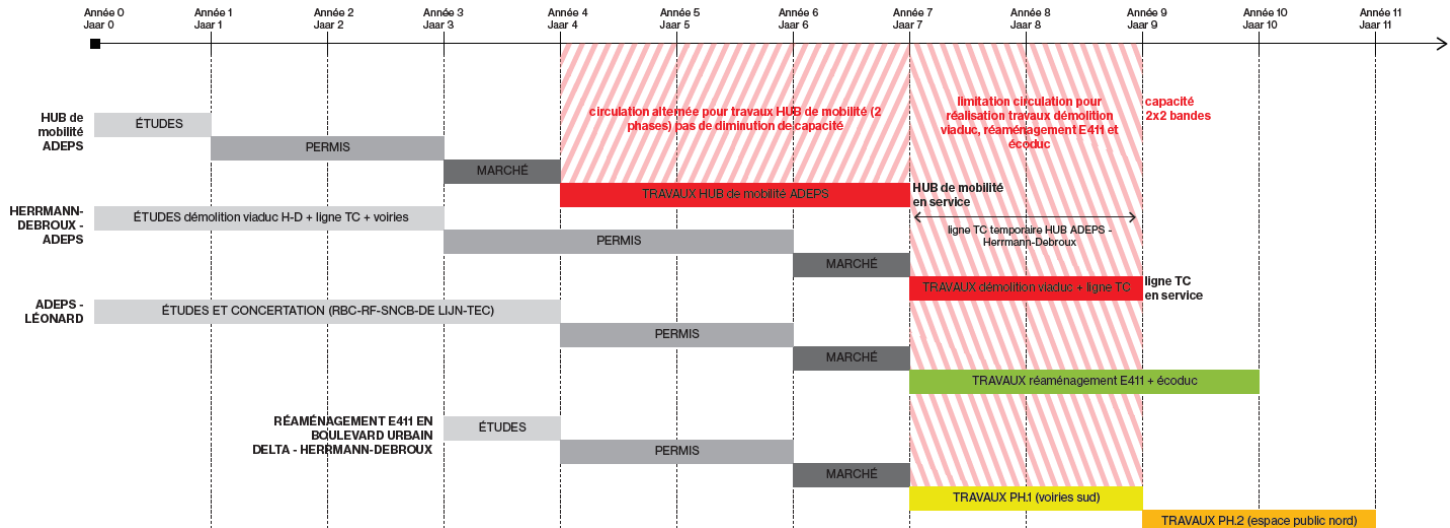 Année 0
Jaar 0
Année 1
Jaar 1
Année 2
Jaar 2
Année 3
Jaar 3
Année 4
Jaar 4
Année 5
Jaar 5
Année 6
Jaar 6
Année 7
Jaar 7
Année 8
Jaar 8
Année 9
Jaar 9
Année 10
Jaar 10
Année 11
Jaar 11
circulation alternée pour travaux HUB de mobilité (2
phases) pas de diminution de capacité
limitation circulation pour
réalisation travaux démolition
viaduc, réaménagement E411 et
écoduc
capacité
2x2 bandes
HUB de
mobilité
ADEPS
ÉTUDES
PERMIS
MARCHÉ
TRAVAUX HUB de mobilité ADEPS
HUB de mobilité
en service
HERRMANN-
DEBROUX -
ADEPS
ÉTUDES démolition viaduc H-D + ligne TC + voiries
ligne TC temporaire HUB ADEPS -
Herrmann-Debroux
PERMIS
MARCHÉ
TRAVAUX démolition viaduc + ligne TC
ligne TC
en service
ADEPS -
LÉONARD
ÉTUDES ET CONCERTATION (RBC-RF-SNCB-DE LIJN-TEC)
PERMIS
MARCHÉ
TRAVAUX réaménagement E411 + écoduc
RÉAMÉNAGEMENT E411 EN
BOULEVARD URBAIN
DELTA - HERRMANN-DEBROUX
ÉTUDES
PERMIS
MARCHÉ
TRAVAUX PH.1 (voiries sud)
TRAVAUX PH.2 (espace public nord)